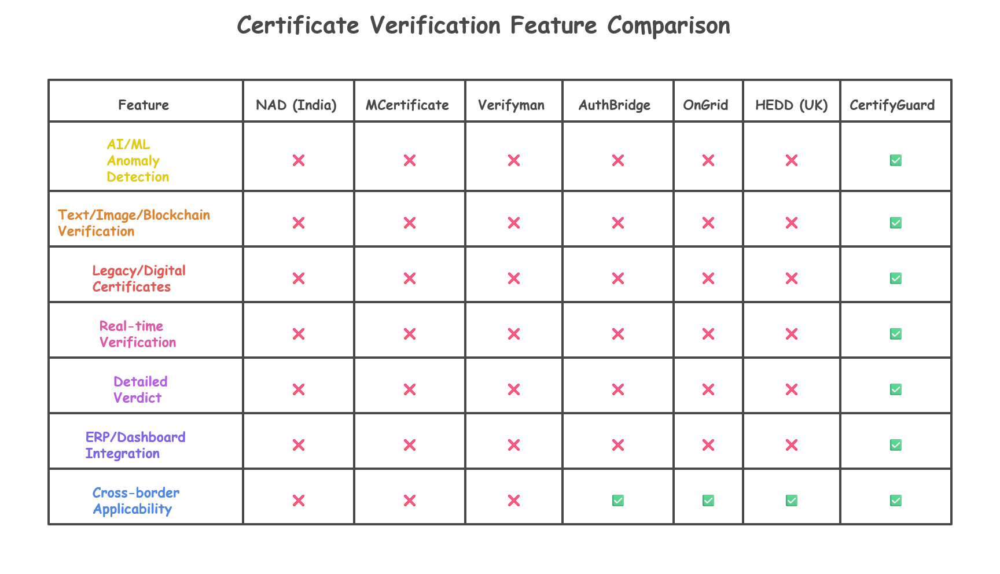 Certificate Verification Feature Comparison
Feature NAD (India) MCertificate Verifyman AuthBridge OnGrid HEDD (UK) CertifyGuard
AI/ML
Anomaly
Detection
Text/Image/Blockchain
Verification
Legacy/Digital
Certificates
Real-time
Verification
Detailed
Verdict
ERP/Dashboard
Integration
Cross-border
Applicability